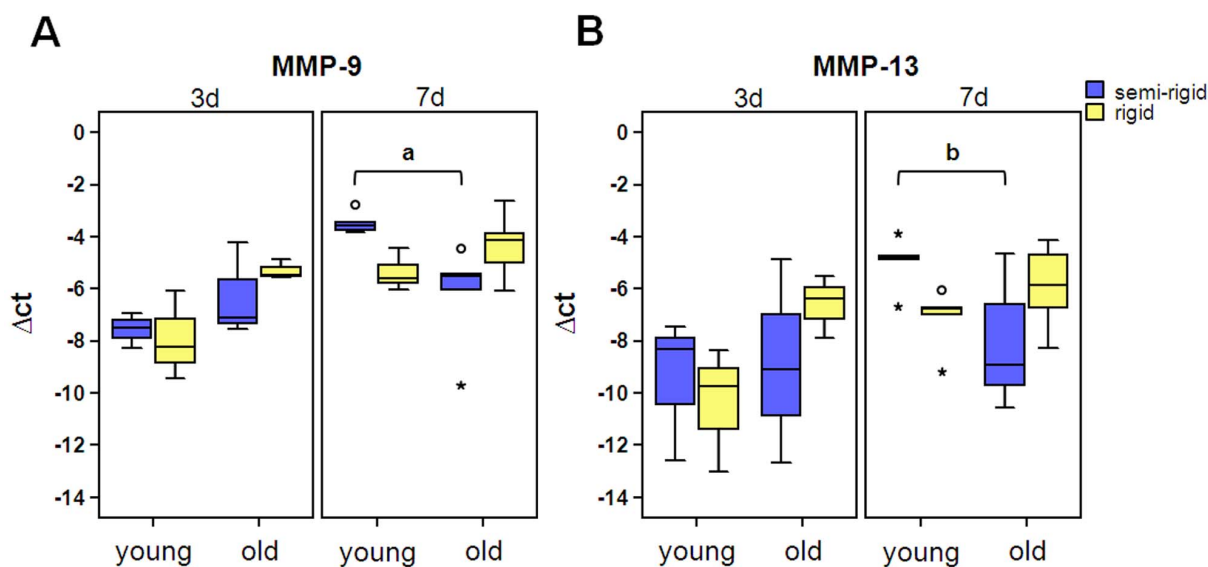 A
MMP-9
3d
7d
0
-2
-4
-6
-8
-10
-12
-14
Δct
a
*
young
old
young
old
B
MMP-13
3d
7d
0
-2
-4
-6
-8
-10
-12
-14
Δct
b
*
*
*
young
old
young
old
semi-rigid
rigid